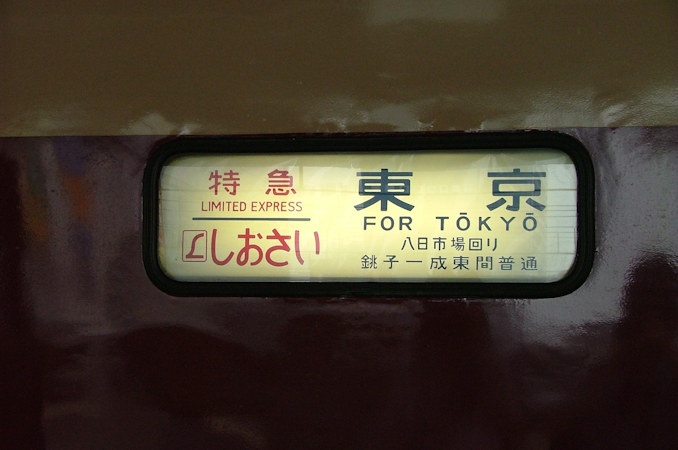 特急
LIMITED EXPRESS
Lしおさい
東京
FOR TŌKYŌ
八日市場回り
銚子ー成東間普通